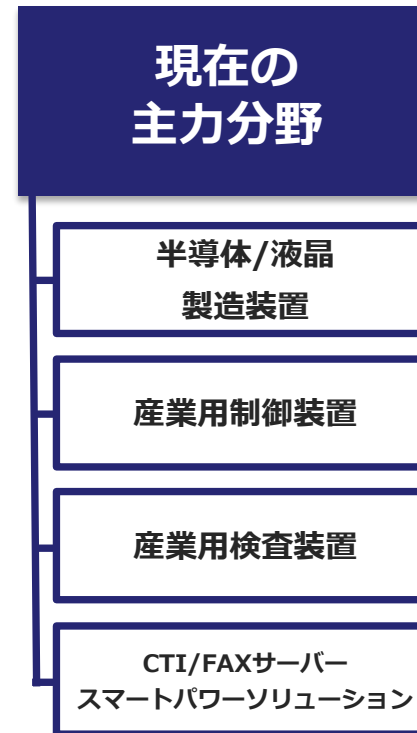 現在の
主力分野
半導体/液晶
製造装置
産業用制御装置
産業用検査装置
CTI/FAXサーバー
スマートパワーソリューション